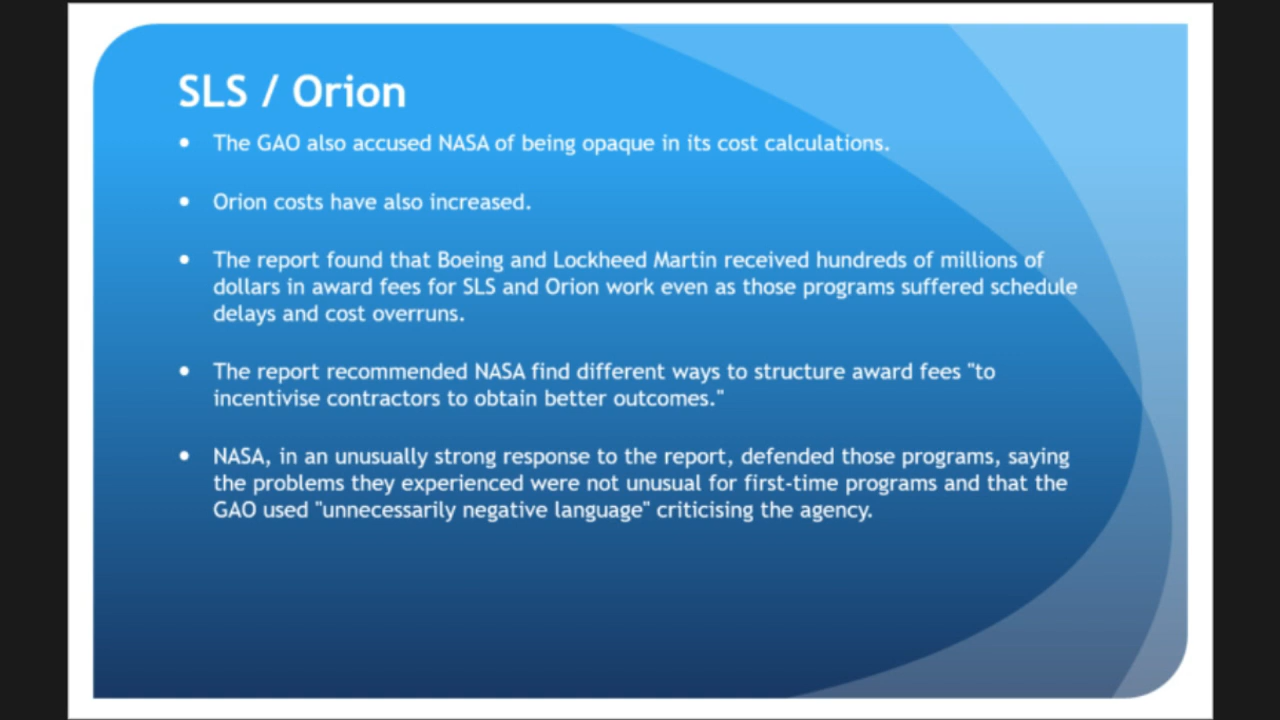 SLS / Orion
• The GAO also accused NASA of being opaque in its cost calculations.
• Orion costs have also increased.
• The report found that Boeing and Lockheed Martin received hundreds of millions of
dollars in award fees for SLS and Orion work even as those programs suffered schedule
delays and cost overruns.
• The report recommended NASA find different ways to structure award fees "to
incentivise contractors to obtain better outcomes."
• NASA, in an unusually strong response to the report, defended those programs, saying
the problems they experienced were not unusual for first-time programs and that the
GAO used "unnecessarily negative language" criticising the agency.